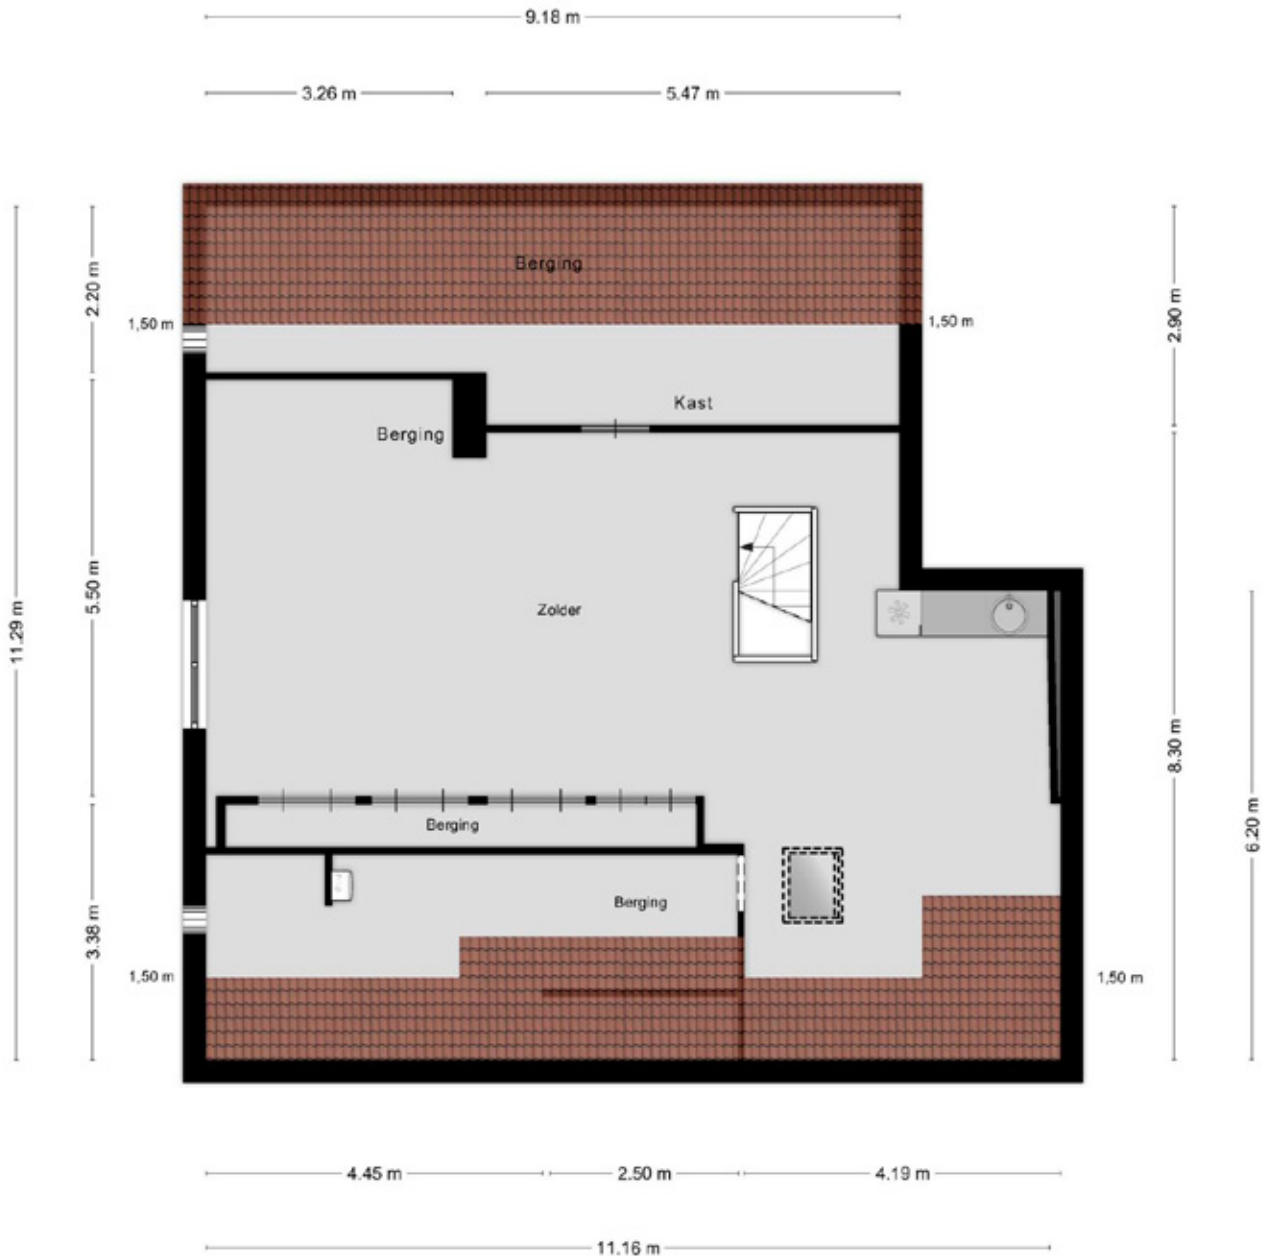 9.18 m
3.26 m
5.47 m
Berging
2.20 m
2.90 m
1,50 m
1,50 m
Kast
Berging
5.50 m
11.29 m
Zolder
8.30 m
6.20 m
Berging
Berging
3.38 m
1,50 m
1,50 m
4.45 m
2.50 m
4.19 m
11.16 m